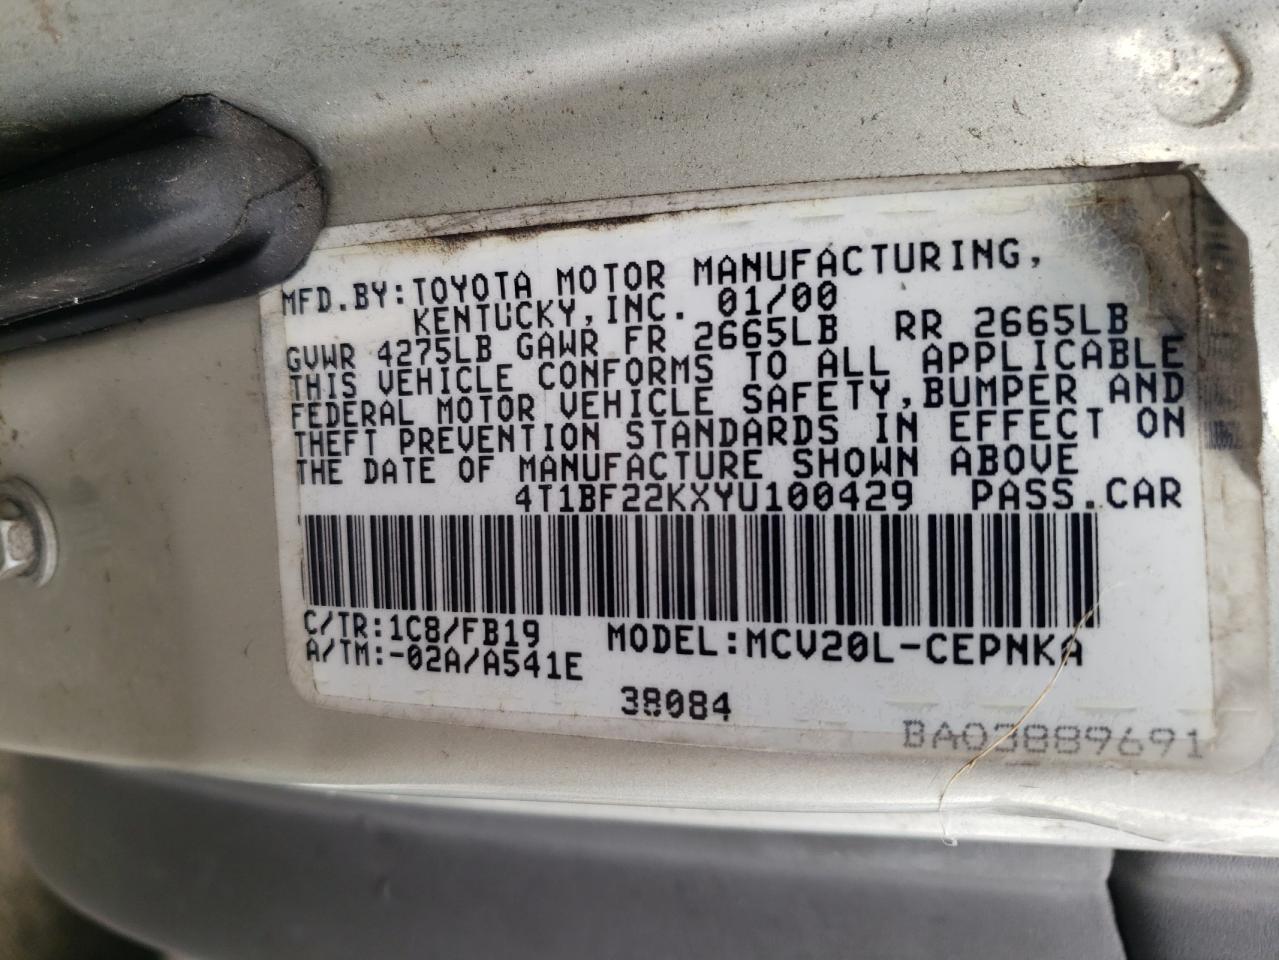 MFD.BY:TOYOTA MOTOR MANUFACTURING,
KENTUCKY,INC. 01/00
GVWR 4275LB GAWR FR 2665LB RR 2665LB
THIS VEHICLE CONFORMS TO ALL APPLICABLE
FEDERAL MOTOR VEHICLE SAFETY,BUMPER AND
THEFT PREVENTION STANDARDS IN EFFECT ON
THE DATE OF MANUFACTURE SHOWN ABOVE
4T1BF22KXYU100429 PASS.CAR
C/TR:1C8/FB19 MODEL:MCV20L-CEPNKA
A/TM:-02A/A541E
38084
BA03889691